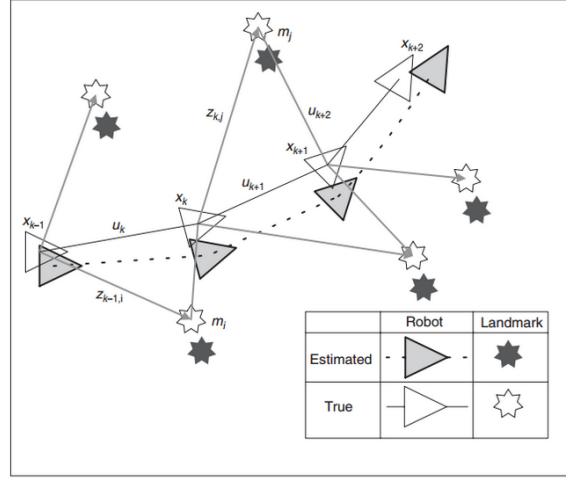 m_j
x_{k+2}
z_{k,j}
u_{k+2}
x_{k+1}
x_k
u_{k+1}
x_{k-1}
u_k
z_{k-1,i}
m_i
Robot Landmark
Estimated
True